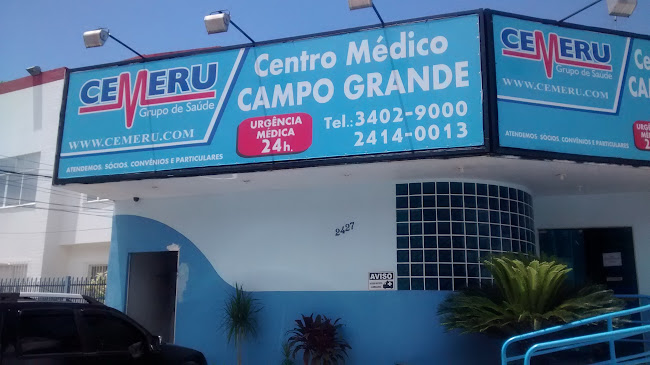 CEMERU
Grupo de Saúde
WWW.CEMERU.COM
ATENDEMOS: SÓCIOS, CONVÊNIOS E PARTICULARES
Centro Médico
CAMPO GRANDE
URGÊNCIA
MÉDICA
24h.
Tel.: 3402-9000
2414-0013
CEMERU
Grupo de Saúde
WWW.CEMERU.COM
ATENDEMOS: SÓCIOS, CONVÊNIOS E PARTICULARES
2427
AVISO